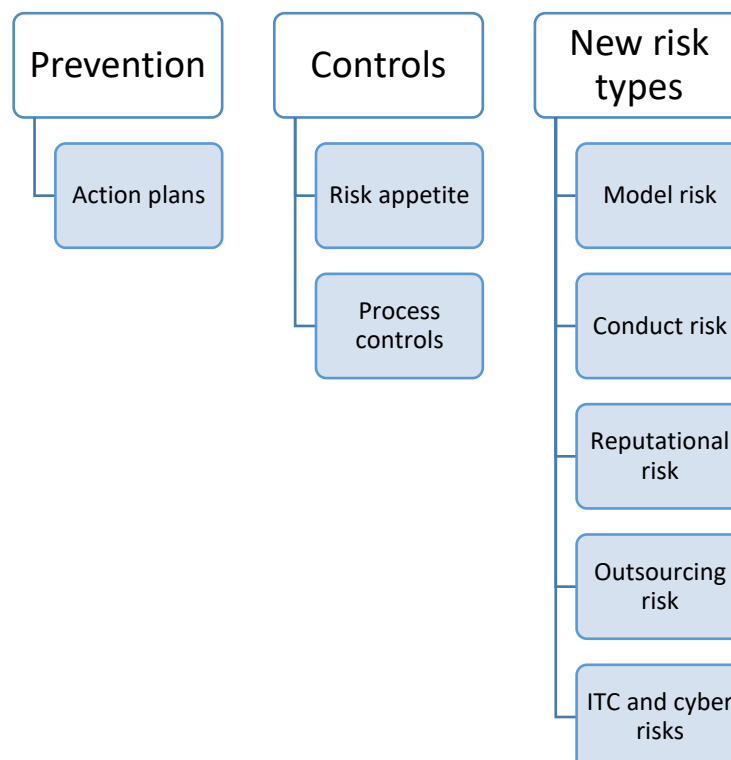 Prevention
Action plans
Controls
Risk appetite
Process
controls
New risk
types
Model risk
Conduct risk
Reputational
risk
Outsourcing
risk
ITC and cyber
risks